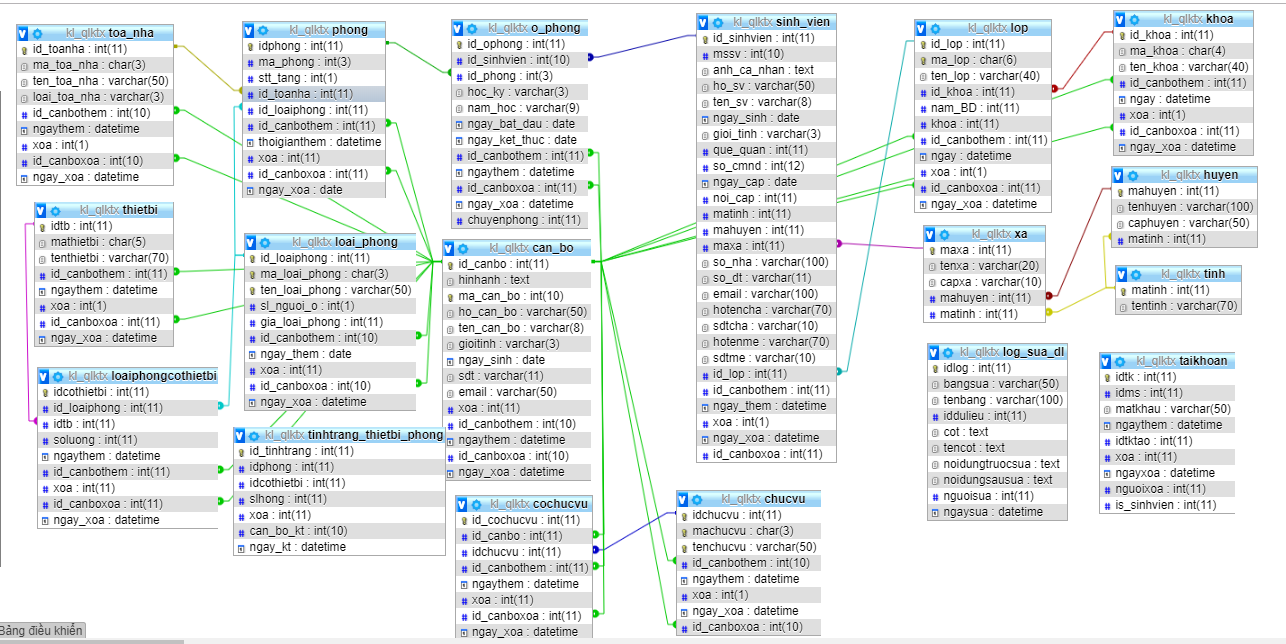 kl_qlktx toa_nha
id_toanha : int(11)
ma_toa_nha : char(3)
ten_toa_nha : varchar(50)
loai_toa_nha : varchar(3)
id_canbothem : int(10)
ngaythem : datetime
xoa : int(1)
id_canboxoa : int(10)
ngay_xoa : datetime
kl_qlktx phong
idphong : int(11)
ma_phong : int(3)
stt_tang : int(1)
id_toanha : int(11)
id_loaiphong : int(11)
id_canbothem : int(11)
thoigianthem : datetime
xoa : int(11)
id_canboxoa : int(11)
ngay_xoa : date
kl_qlktx o_phong
id_ophong : int(11)
id_sinhvien : int(10)
id_phong : int(3)
hoc_ky : varchar(3)
nam_hoc : varchar(9)
ngay_bat_dau : date
ngay_ket_thuc : date
id_canbothem : int(11)
ngaythem : datetime
id_canboxoa : int(11)
ngay_xoa : datetime
chuyenphong : int(11)
kl_qlktx sinh_vien
id_sinhvien : int(11)
mssv : int(10)
anh_ca_nhan : text
ho_sv : varchar(50)
ten_sv : varchar(8)
ngay_sinh : date
gioi_tinh : varchar(3)
que_quan : int(11)
so_cmnd : int(12)
ngay_cap : date
noi_cap : int(11)
matinh : int(11)
mahuyen : int(11)
maxa : int(11)
so_nha : varchar(100)
so_dt : varchar(11)
email : varchar(100)
hotencha : varchar(70)
sdtcha : varchar(10)
hotenme : varchar(70)
sdtme : varchar(10)
id_lop : int(11)
id_canbothem : int(11)
ngay_them : datetime
xoa : int(1)
ngay_xoa : datetime
id_canboxoa : int(11)
kl_qlktx lop
id_lop : int(11)
ma_lop : char(6)
ten_lop : varchar(40)
id_khoa : int(11)
nam_BD : int(11)
khoa : int(11)
id_canbothem : int(11)
ngay : datetime
xoa : int(1)
id_canboxoa : int(11)
ngay_xoa : datetime
kl_qlktx khoa
id_khoa : int(11)
ma_khoa : char(4)
ten_khoa : varchar(40)
id_canbothem : int(11)
ngay : datetime
xoa : int(1)
id_canboxoa : int(11)
ngay_xoa : datetime
kl_qlktx huyen
mahuyen : int(11)
tenhuyen : varchar(100)
caphuyen : varchar(50)
matinh : int(11)
kl_qlktx thietbi
idtb : int(11)
mathietbi : char(5)
tenthietbi : varchar(70)
id_canbothem : int(11)
ngaythem : datetime
xoa : int(1)
id_canboxoa : int(11)
ngay_xoa : datetime
kl_qlktx loai_phong
id_loaiphong : int(11)
ma_loai_phong : char(3)
ten_loai_phong : varchar(50)
sl_nguoi_o : int(1)
gia_loai_phong : int(11)
id_canbothem : int(10)
ngay_them : date
xoa : int(11)
id_canboxoa : int(10)
ngay_xoa : datetime
kl_qlktx can_bo
id_canbo : int(11)
hinhanh : text
ma_can_bo : int(10)
ho_can_bo : varchar(50)
ten_can_bo : varchar(8)
gioitinh : varchar(3)
ngay_sinh : date
sdt : varchar(11)
email : varchar(50)
xoa : int(11)
id_canbothem : int(10)
ngaythem : datetime
id_canboxoa : int(10)
ngay_xoa : datetime
kl_qlktx xa
maxa : int(11)
tenxa : varchar(20)
capxa : varchar(10)
mahuyen : int(11)
matinh : int(11)
kl_qlktx tinh
matinh : int(11)
tentinh : varchar(70)
kl_qlktx loaiphongcothietbi
idcothietbi : int(11)
id_loaiphong : int(11)
idtb : int(11)
soluong : int(11)
ngaythem : datetime
id_canbothem : int(11)
xoa : int(11)
id_canboxoa : int(11)
ngay_xoa : datetime
kl_qlktx tinhtrang_thietbi_phong
id_tinhtrang : int(11)
idphong : int(11)
idcothietbi : int(11)
slhong : int(11)
xoa : int(11)
can_bo_kt : int(10)
ngay_kt : datetime
kl_qlktx cochucvu
id_cochucvu : int(11)
id_canbo : int(11)
idchucvu : int(11)
id_canbothem : int(11)
ngaythem : datetime
xoa : int(11)
id_canboxoa : int(11)
ngay_xoa : datetime
kl_qlktx chucvu
idchucvu : int(11)
machucvu : char(3)
tenchucvu : varchar(50)
id_canbothem : int(10)
ngaythem : datetime
xoa : int(1)
ngay_xoa : datetime
id_canboxoa : int(10)
kl_qlktx log_sua_dl
idlog : int(11)
bangsua : varchar(50)
tenbang : varchar(100)
iddulieu : int(11)
cot : text
tencot : text
noidungtruocsua : text
noidungsausua : text
nguoisua : int(11)
ngaysua : datetime
kl_qlktx taikhoan
idtk : int(11)
idms : int(11)
matkhau : varchar(50)
ngaythem : datetime
idtktao : int(11)
xoa : int(11)
ngayxoa : datetime
nguoixoa : int(11)
is_sinhvien : int(11)
Bảng điều khiển